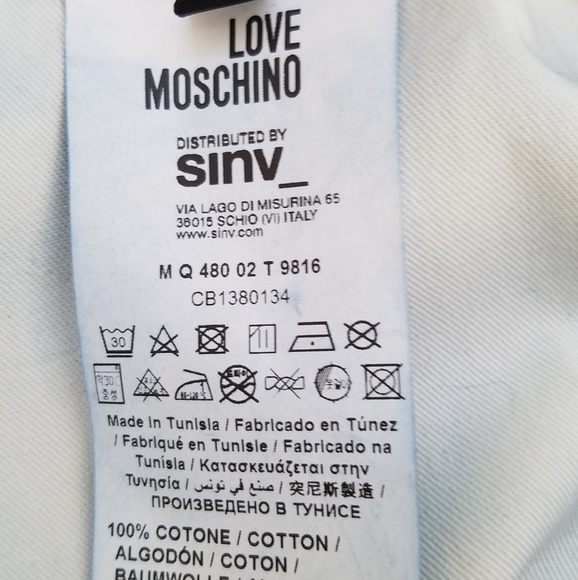 LOVE
MOSCHINO
DISTRIBUTED BY
sinv_
VIA LAGO DI MISURINA 65
36015 SCHIO (VI) ITALY
www.sinv.com
M Q 480 02 T 9816
CB1380134
30
Made in Tunisia / Fabricado en Túnez
/ Fabriqué en Tunisie / Fabricado na
Tunísia / Κατασκευάζεται στην
Τυνησία / صنع في تونس / 突尼斯製造 /
ПРОИЗВЕДЕНО В ТУНИСЕ
100% COTONE / COTTON /
ALGODÓN / COTON /
BAUMWOLLE /